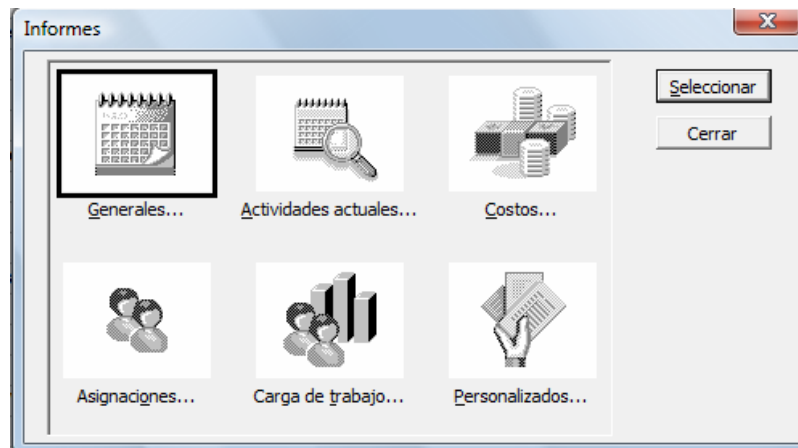 Informes
Seleccionar
Cerrar
Generales...
Actividades actuales...
Costos...
Asignaciones...
Carga de trabajo...
Personalizados...